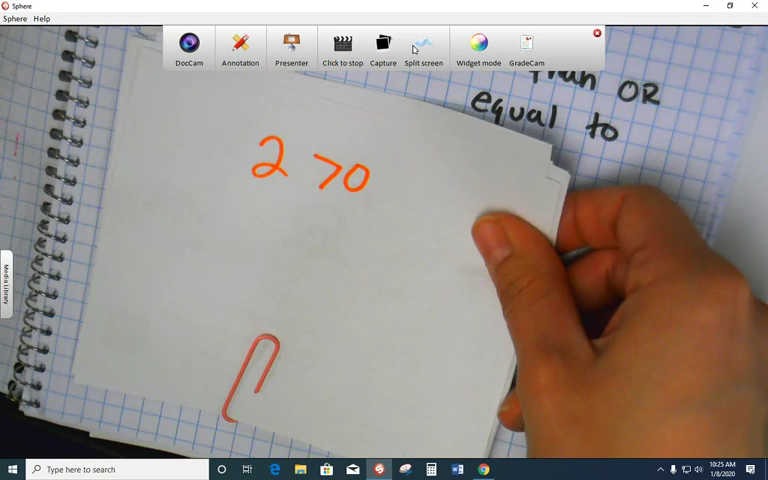 Sphere
Sphere Help
DocCam Annotation Presenter Click to stop Capture Split screen Widget mode GradeCam
than OR
equal to
2 >0
Media Library
Type here to search
10:25 AM
1/8/2020